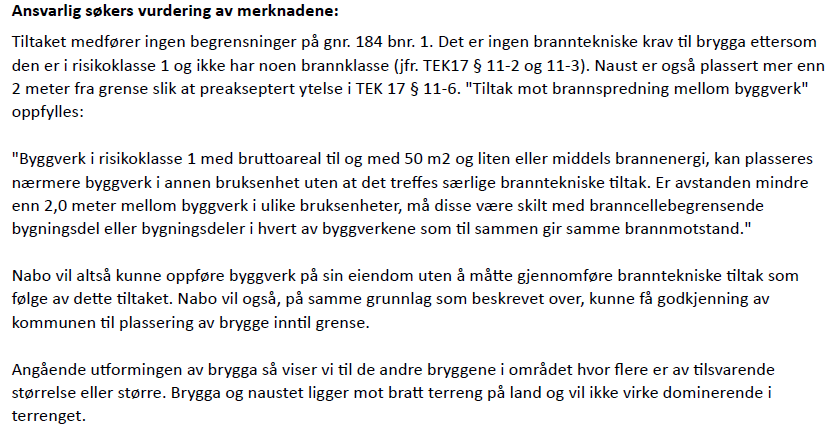 Ansvarlig søkers vurdering av merknadene:
Tiltaket medfører ingen begrensninger på gnr. 184 bnr. 1. Det er ingen branntekniske krav til brygga ettersom
den er i risikoklasse 1 og ikke har noen brannklasse (jfr. TEK17 § 11-2 og 11-3). Naust er også plassert mer enn
2 meter fra grense slik at preakseptert ytelse i TEK 17 § 11-6. "Tiltak mot brannspredning mellom byggverk"
oppfylles:
"Byggverk i risikoklasse 1 med bruttoareal til og med 50 m2 og liten eller middels brannenergi, kan plasseres
nærmere byggverk i annen bruksenhet uten at det treffes særlige branntekniske tiltak. Er avstanden mindre
enn 2,0 meter mellom byggverk i ulike bruksenheter, må disse være skilt med branncellebegrensende
bygningsdel eller bygningsdeler i hvert av byggverkene som til sammen gir samme brannmotstand."
Nabo vil altså kunne oppføre byggverk på sin eiendom uten å måtte gjennomføre branntekniske tiltak som
følge av dette tiltaket. Nabo vil også, på samme grunnlag som beskrevet over, kunne få godkjenning av
kommunen til plassering av brygge inntil grense.
Angående utformingen av brygga så viser vi til de andre bryggene i området hvor flere er av tilsvarende
størrelse eller større. Brygga og naustet ligger mot bratt terreng på land og vil ikke virke dominerende i
terrenget.